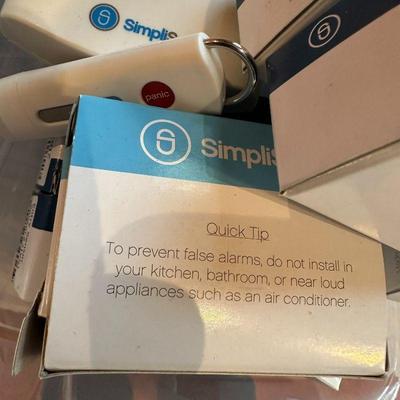 SimpliS
panic
SimpliS
Quick Tip
To prevent false alarms, do not install in
your kitchen, bathroom, or near loud
appliances such as an air conditioner.